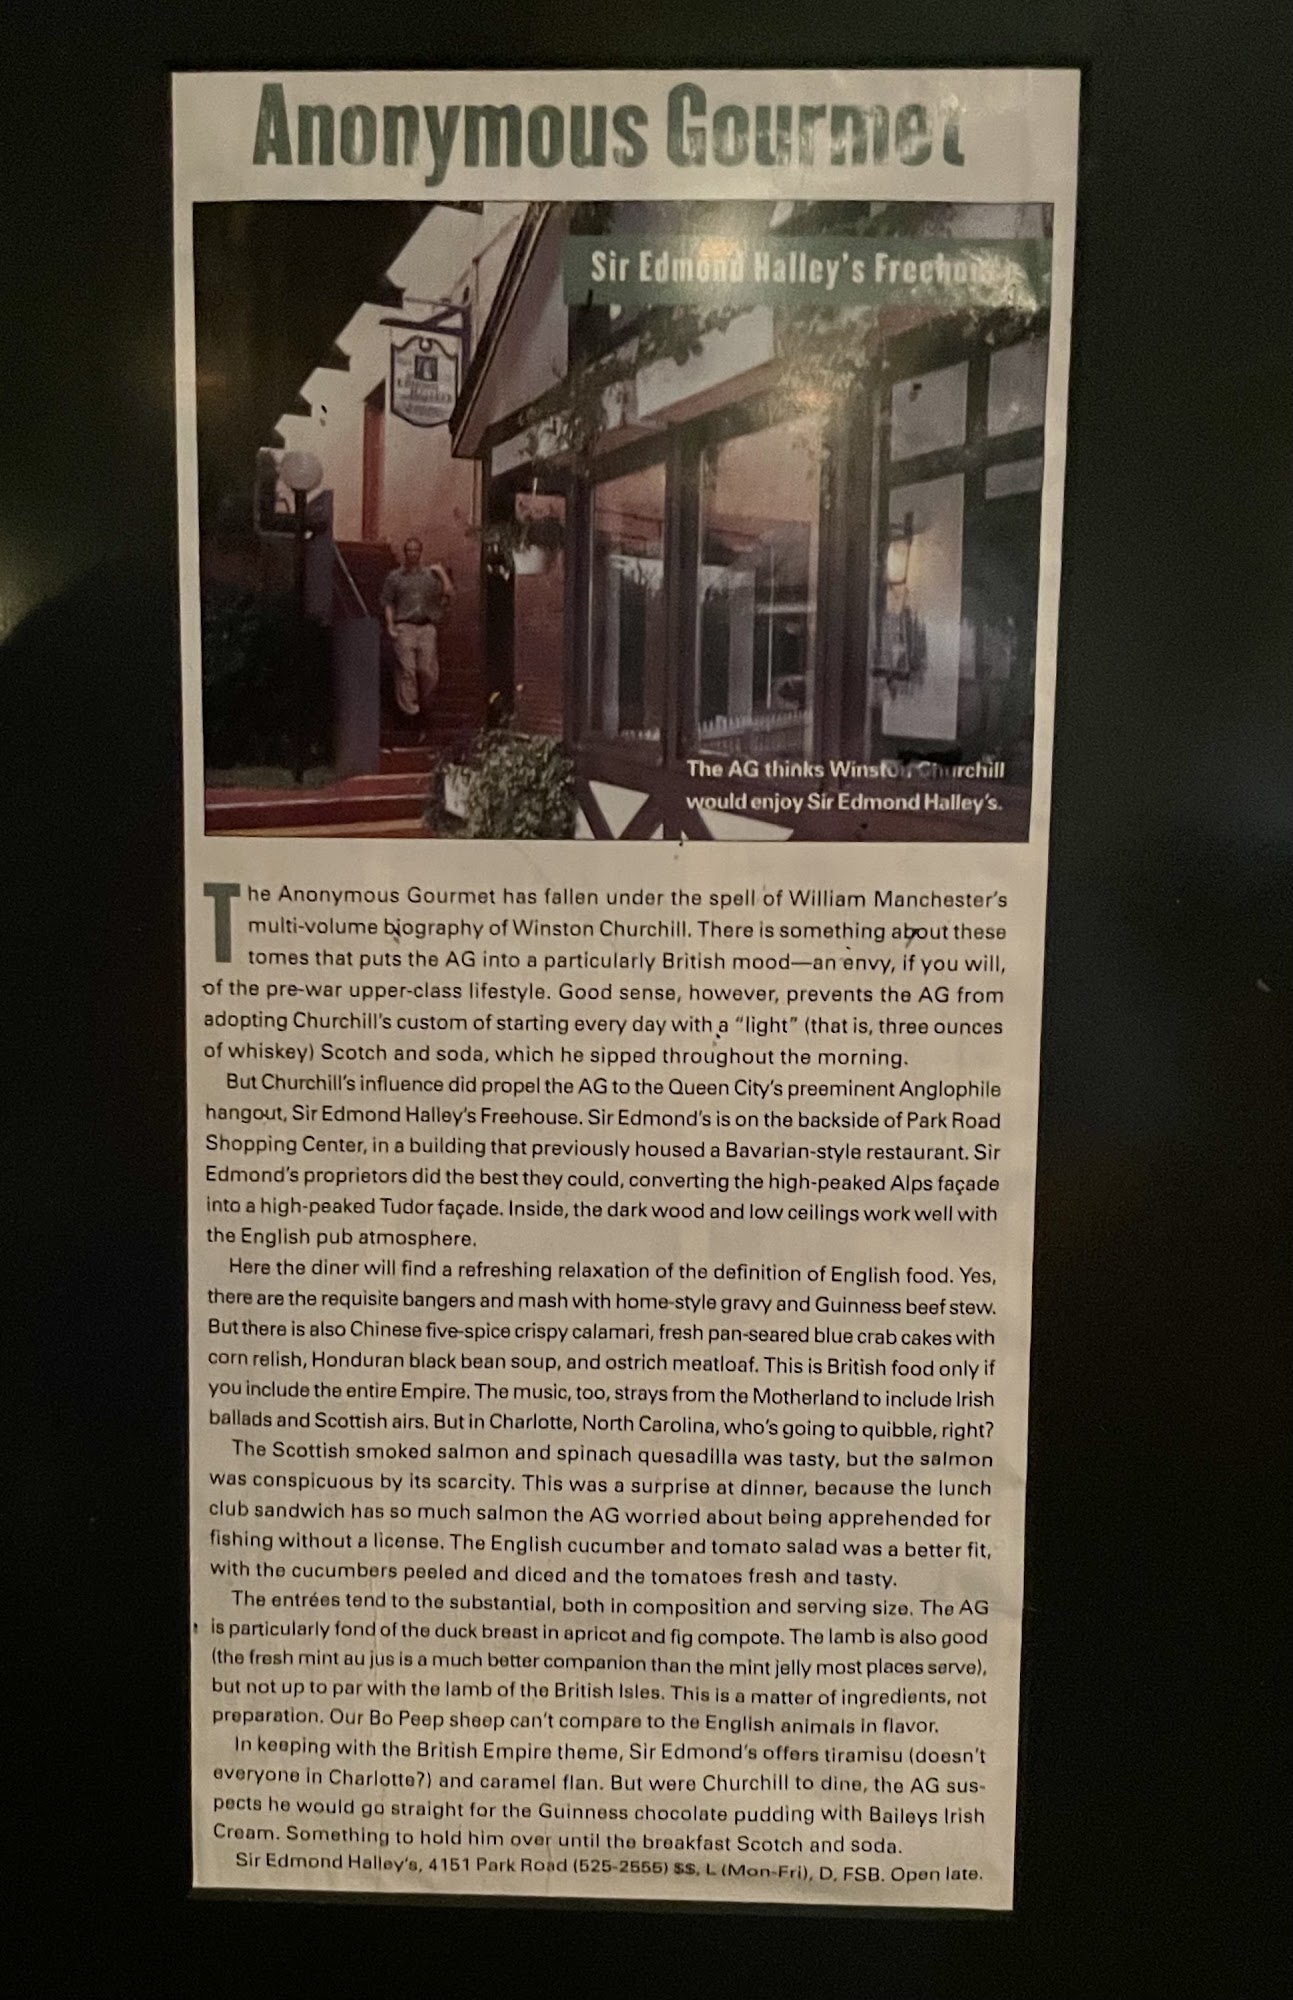 Anonymous Gourmet
Sir Edmond Halley's Freehouse
The AG thinks Winston Churchill
would enjoy Sir Edmond Halley's.
The Anonymous Gourmet has fallen under the spell of William Manchester's
multi-volume biography of Winston Churchill. There is something about these
tomes that puts the AG into a particularly British mood—an envy, if you will,
of the pre-war upper-class lifestyle. Good sense, however, prevents the AG from
adopting Churchill's custom of starting every day with a "light" (that is, three ounces
of whiskey) Scotch and soda, which he sipped throughout the morning.
But Churchill's influence did propel the AG to the Queen City's preeminent Anglophile
hangout, Sir Edmond Halley's Freehouse. Sir Edmond's is on the backside of Park Road
Shopping Center, in a building that previously housed a Bavarian-style restaurant. Sir
Edmond's proprietors did the best they could, converting the high-peaked Alps façade
into a high-peaked Tudor façade. Inside, the dark wood and low ceilings work well with
the English pub atmosphere.
Here the diner will find a refreshing relaxation of the definition of English food. Yes,
there are the requisite bangers and mash with home-style gravy and Guinness beef stew.
But there is also Chinese five-spice crispy calamari, fresh pan-seared blue crab cakes with
corn relish, Honduran black bean soup, and ostrich meatloaf. This is British food only if
you include the entire Empire. The music, too, strays from the Motherland to include Irish
ballads and Scottish airs. But in Charlotte, North Carolina, who's going to quibble, right?
The Scottish smoked salmon and spinach quesadilla was tasty, but the salmon
was conspicuous by its scarcity. This was a surprise at dinner, because the lunch
club sandwich has so much salmon the AG worried about being apprehended for
fishing without a license. The English cucumber and tomato salad was a better fit,
with the cucumbers peeled and diced and the tomatoes fresh and tasty.
The entrées tend to the substantial, both in composition and serving size. The AG
is particularly fond of the duck breast in apricot and fig compote. The lamb is also good
(the fresh mint au jus is a much better companion than the mint jelly most places serve),
but not up to par with the lamb of the British Isles. This is a matter of ingredients, not
preparation. Our Bo Peep sheep can't compare to the English animals in flavor.
In keeping with the British Empire theme, Sir Edmond's offers tiramisu (doesn't
everyone in Charlotte?) and caramel flan. But were Churchill to dine, the AG sus-
pects he would go straight for the Guinness chocolate pudding with Baileys Irish
Cream. Something to hold him over until the breakfast Scotch and soda.
Sir Edmond Halley's, 4151 Park Road (525-2555) $$, L (Mon-Fri), D, FSB. Open late.